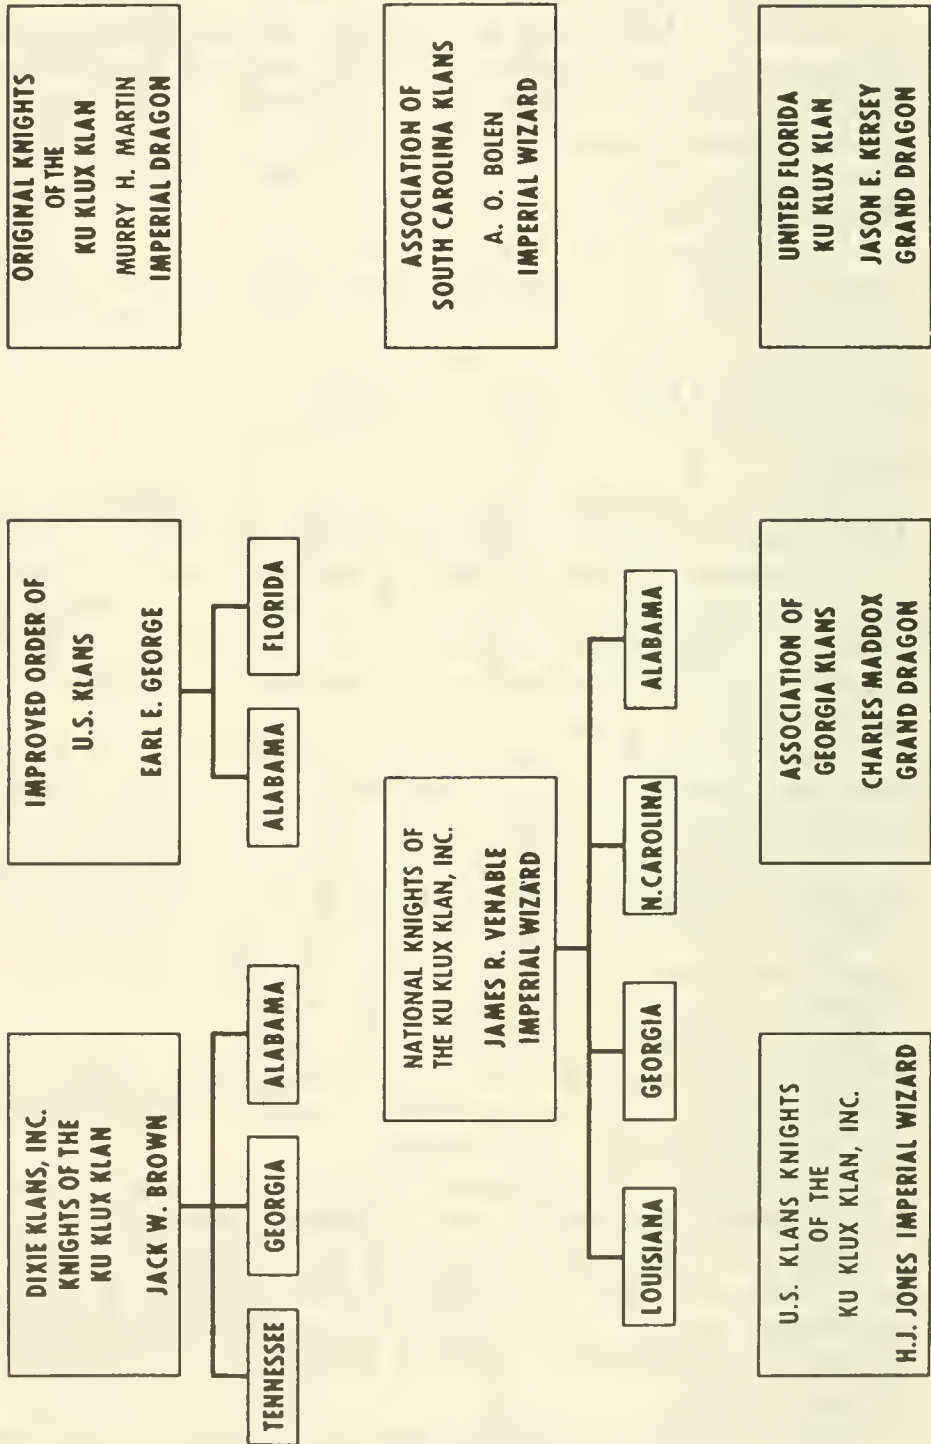 DIXIE KLANS, INC.
KNIGHTS OF THE
KU KLUX KLAN
JACK W. BROWN
TENNESSEE
GEORGIA
ALABAMA
IMPROVED ORDER OF
U.S. KLANS
EARL E. GEORGE
ALABAMA
FLORIDA
ORIGINAL KNIGHTS
OF THE
KU KLUX KLAN
MURRY H. MARTIN
IMPERIAL DRAGON
NATIONAL KNIGHTS OF
THE KU KLUX KLAN, INC.
JAMES R. VENABLE
IMPERIAL WIZARD
LOUISIANA
GEORGIA
N. CAROLINA
ALABAMA
ASSOCIATION OF
SOUTH CAROLINA KLANS
A. O. BOLEN
IMPERIAL WIZARD
U.S. KLANS KNIGHTS
OF THE
KU KLUX KLAN, INC.
H.J. JONES IMPERIAL WIZARD
ASSOCIATION OF
GEORGIA KLANS
CHARLES MADDOX
GRAND DRAGON
UNITED FLORIDA
KU KLUX KLAN
JASON E. KERSEY
GRAND DRAGON